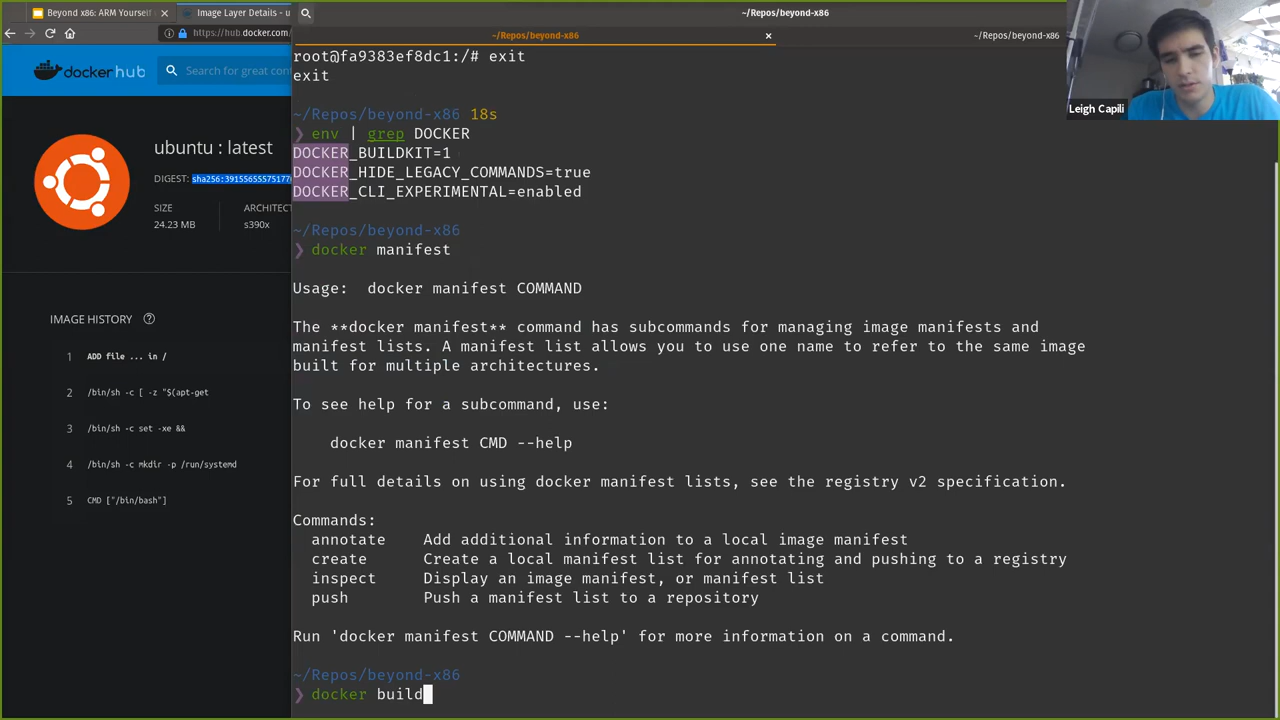 Beyond x86: ARM Yourself
Image Layer Details - u
~/Repos/beyond-x86
https://hub.docker.com/
~/Repos/beyond-x86
~/Repos/beyond-x86
docker hub
Search for great con
Leigh Capili
ubuntu : latest
DIGEST: sha256:39155655575177
SIZE
24.23 MB
ARCHITECT
s390x
IMAGE HISTORY
1 ADD file ... in /
2 /bin/sh -c [ -z "$(apt-get
3 /bin/sh -c set -xe &&
4 /bin/sh -c mkdir -p /run/systemd
5 CMD ["/bin/bash"]
root@fa9383ef8dc1:/# exit
exit
~/Repos/beyond-x86 18s
❯ env | grep DOCKER
DOCKER_BUILDKIT=1
DOCKER_HIDE_LEGACY_COMMANDS=true
DOCKER_CLI_EXPERIMENTAL=enabled
~/Repos/beyond-x86
❯ docker manifest
Usage:  docker manifest COMMAND
The **docker manifest** command has subcommands for managing image manifests and
manifest lists. A manifest list allows you to use one name to refer to the same image
built for multiple architectures.
To see help for a subcommand, use:
docker manifest CMD --help
For full details on using docker manifest lists, see the registry v2 specification.
Commands:
annotate    Add additional information to a local image manifest
create      Create a local manifest list for annotating and pushing to a registry
inspect     Display an image manifest, or manifest list
push        Push a manifest list to a repository
Run 'docker manifest COMMAND --help' for more information on a command.
~/Repos/beyond-x86
❯ docker build